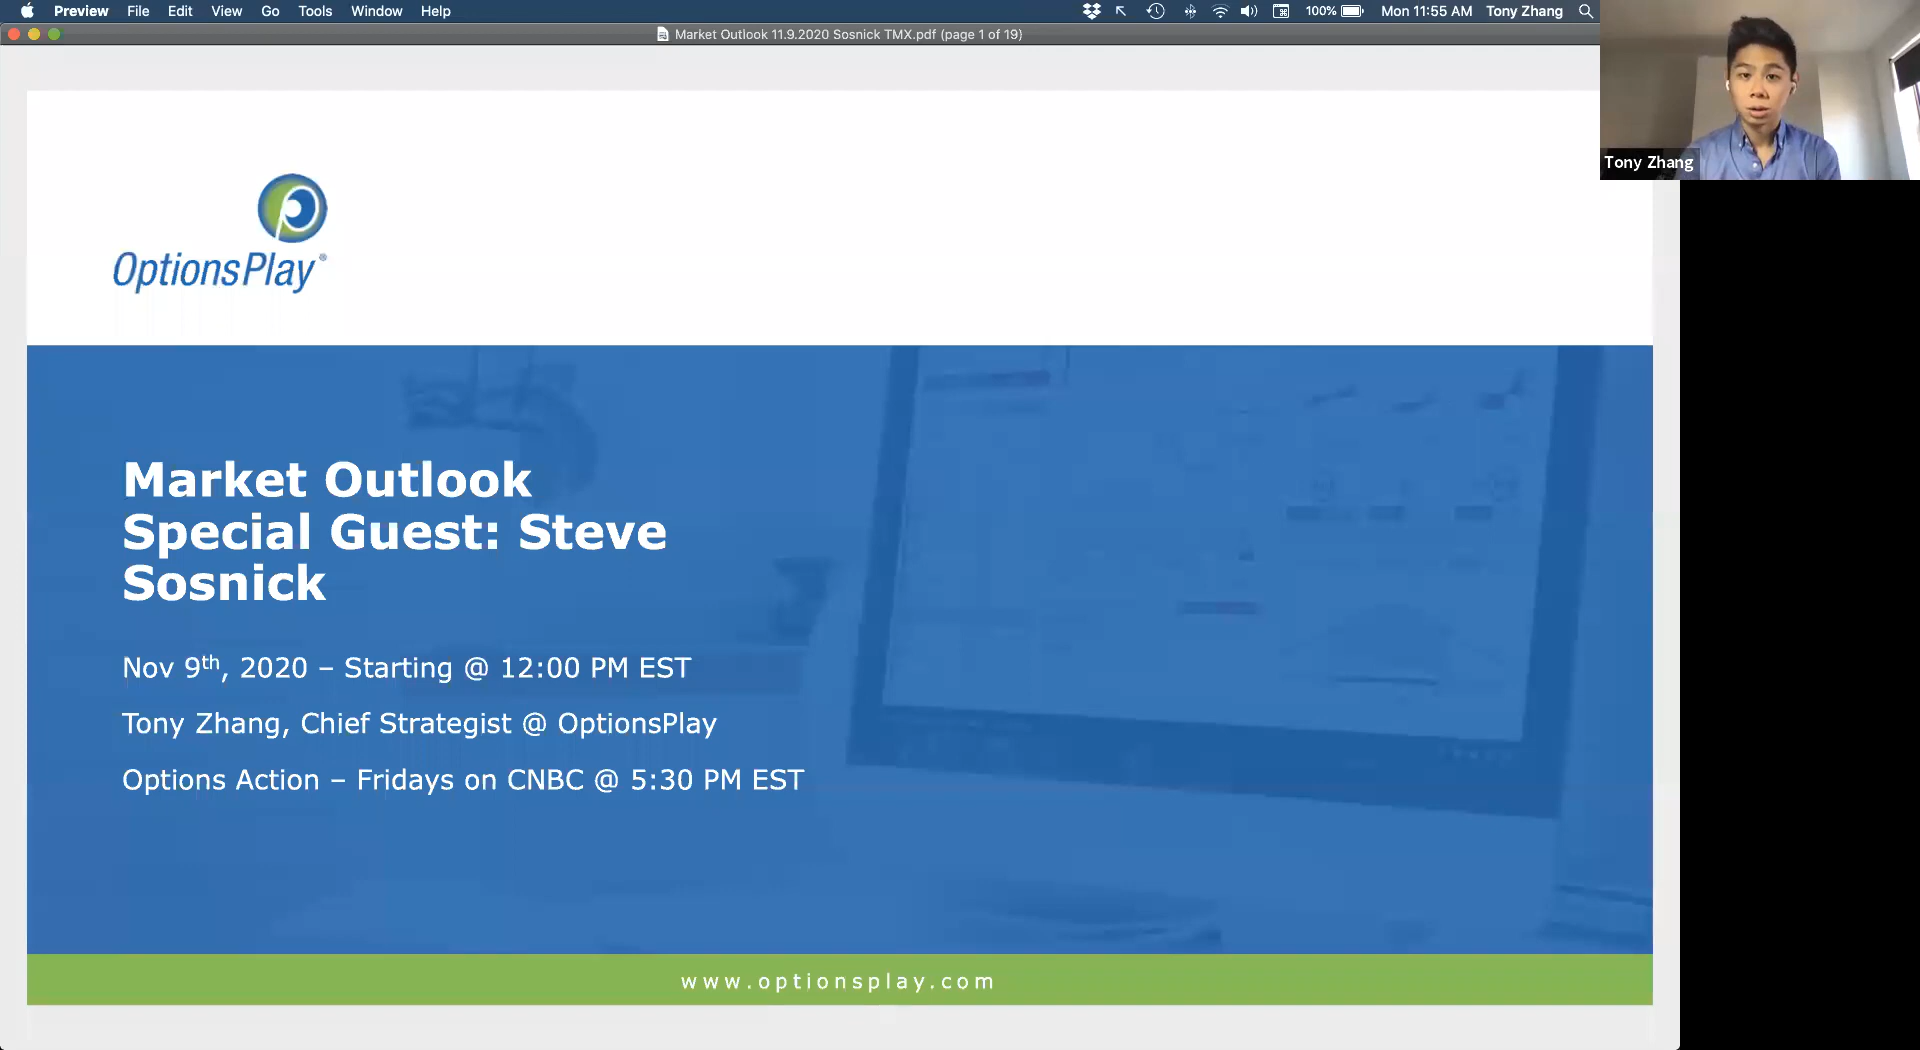 Preview File Edit View Go Tools Window Help 100% Mon 11:55 AM Tony Zhang
Market Outlook 11.9.2020 Sosnick TMX.pdf (page 1 of 19)
Tony Zhang
OptionsPlay®
Market Outlook
Special Guest: Steve
Sosnick
Nov 9th, 2020 – Starting @ 12:00 PM EST
Tony Zhang, Chief Strategist @ OptionsPlay
Options Action – Fridays on CNBC @ 5:30 PM EST
www.optionsplay.com